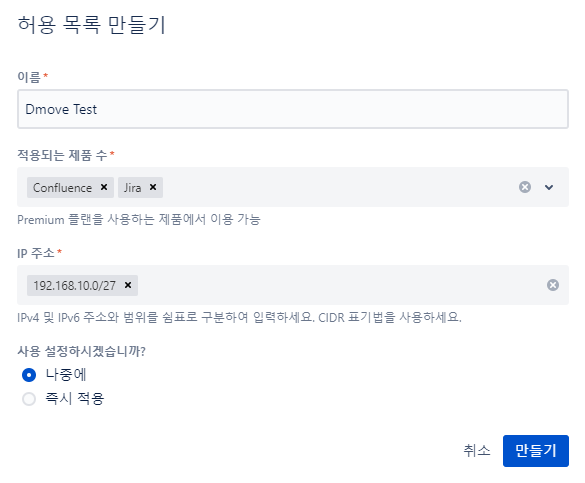 허용 목록 만들기
이름*
Dmove Test
적용되는 제품 수*
Confluence × Jira ×
Premium 플랜을 사용하는 제품에서 이용 가능
IP 주소*
192.168.10.0/27 ×
IPv4 및 IPv6 주소와 범위를 쉼표로 구분하여 입력하세요. CIDR 표기법을 사용하세요.
사용 설정하시겠습니까?
나중에
즉시 적용
취소 만들기